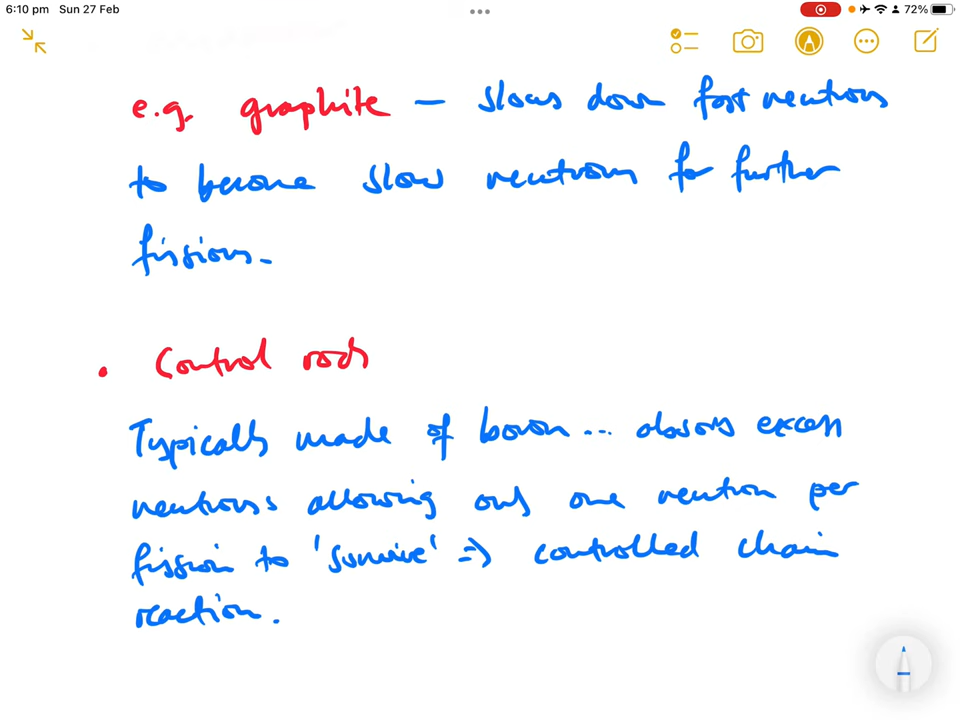 6:10 pm Sun 27 Feb 72%
e.g. graphite – slows down fast neutrons
to become slow neutrons for further
fissions.
• Control rods
Typically made of boron... absorbs excess
neutrons allowing only one neutron per
fission to 'survive' => controlled chain
reaction.